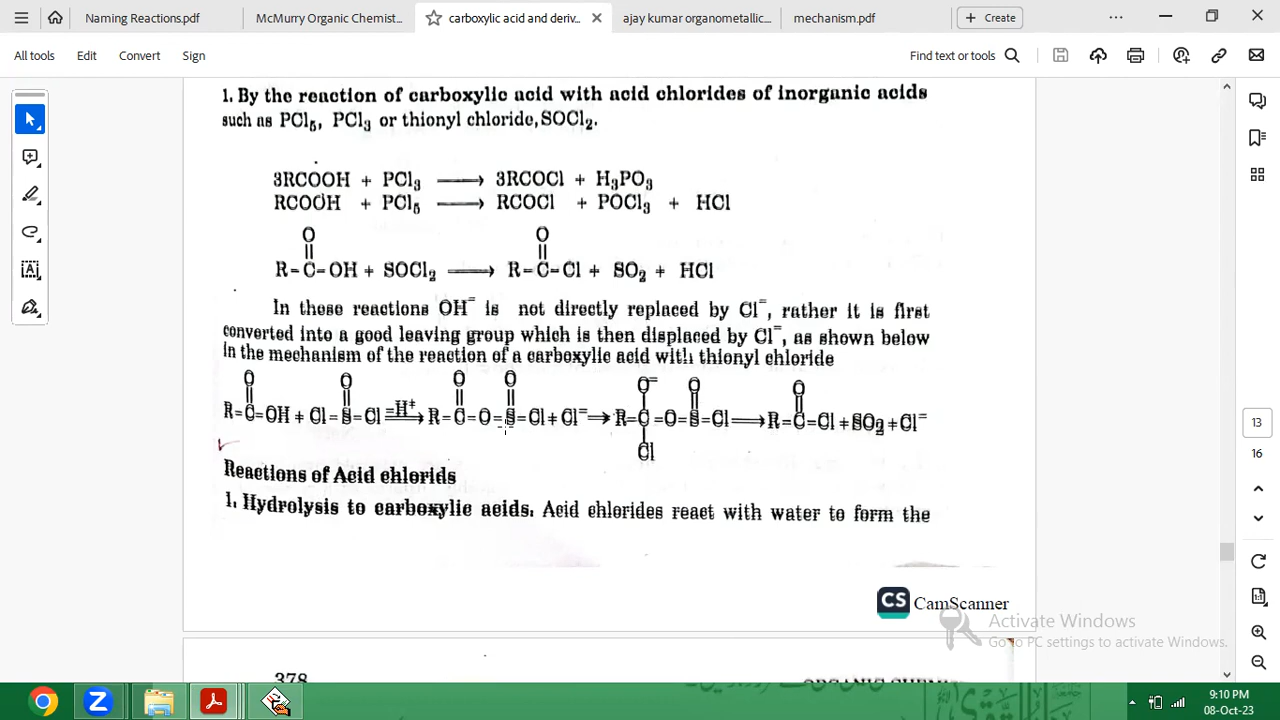 Naming Reactions.pdf
McMurry Organic Chemist...
carboxylic acid and deriv...
ajay kumar organometallic...
mechanism.pdf
Create
All tools
Edit
Convert
Sign
Find text or tools
1. By the reaction of carboxylic acid with acid chlorides of inorganic acids
such as PCl₅, PCl₃ or thionyl chloride, SOCl₂.
3RCOOH + PCl₃ ⟶ 3RCOCl + H₃PO₃
RCOOH + PCl₅ ⟶ RCOCl + POCl₃ + HCl
O O
R–C–OH + SOCl₂ ⟶ R–C–Cl + SO₂ + HCl
In these reactions OH⁻ is not directly replaced by Cl⁻, rather it is first
converted into a good leaving group which is then displaced by Cl⁻, as shown below
in the mechanism of the reaction of a carboxylic acid with thionyl chloride
O O O O O⁻ O O
R–C–OH + Cl–S–Cl –H⁺⟶ R–C–O–S–Cl + Cl⁻ ⟶ R–C–O–S–Cl ⟶ R–C–Cl + SO₂ + Cl⁻
Cl
Reactions of Acid chlorids
1. Hydrolysis to carboxylic acids. Acid chlorides react with water to form the
CS CamScanner
Activate Windows
Go to PC settings to activate Windows.
378
13
16
9:10 PM
08-Oct-23